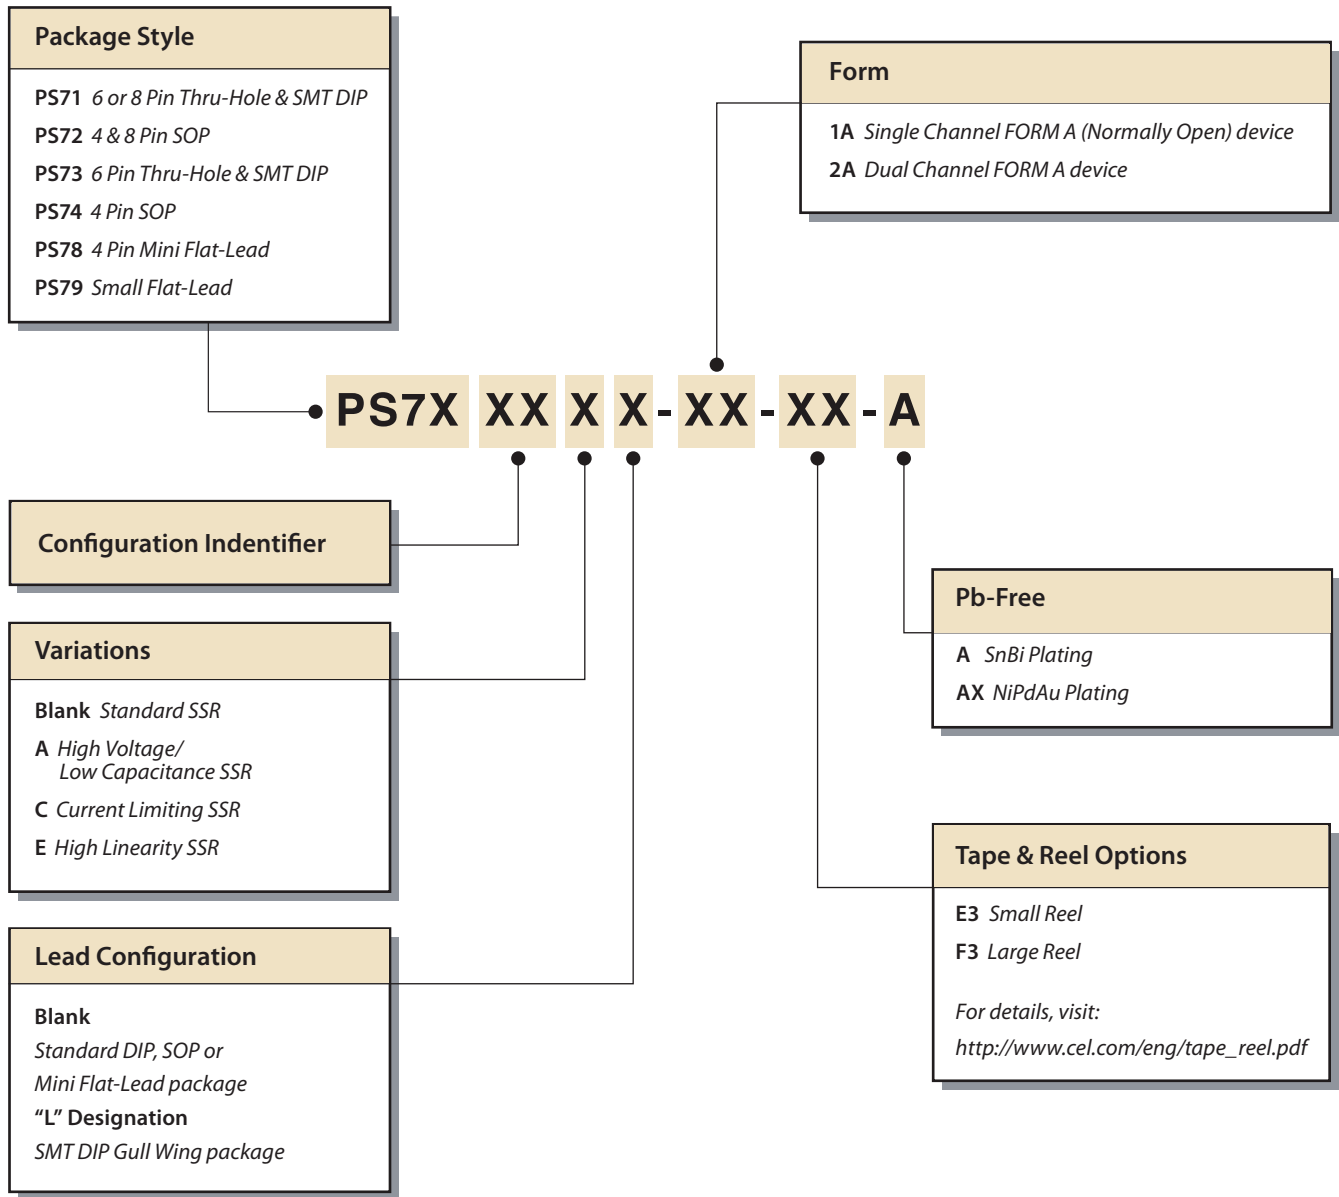 Package Style
PS71 6 or 8 Pin Thru-Hole & SMT DIP
PS72 4 & 8 Pin SOP
PS73 6 Pin Thru-Hole & SMT DIP
PS74 4 Pin SOP
PS78 4 Pin Mini Flat-Lead
PS79 Small Flat-Lead
Form
1A Single Channel FORM A (Normally Open) device
2A Dual Channel FORM A device
PS7X XX X X - XX - XX - A
Configuration Indentifier
Variations
Blank Standard SSR
A High Voltage/
Low Capacitance SSR
C Current Limiting SSR
E High Linearity SSR
Lead Configuration
Blank
Standard DIP, SOP or
Mini Flat-Lead package
“L” Designation
SMT DIP Gull Wing package
Pb-Free
A SnBi Plating
AX NiPdAu Plating
Tape & Reel Options
E3 Small Reel
F3 Large Reel
For details, visit:
http://www.cel.com/eng/tape_reel.pdf